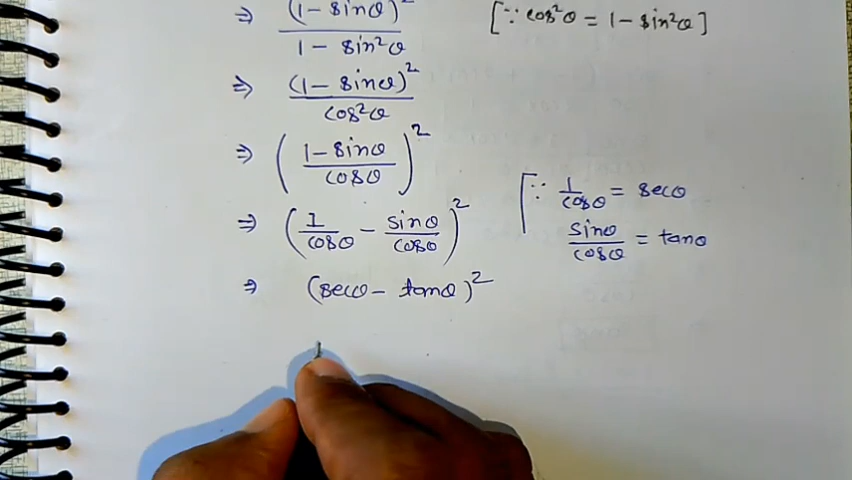 ⇒ (1 - sinθ)² / 1 - sin²θ [∵ cos²θ = 1 - sin²θ]
⇒ (1 - sinθ)² / cos²θ
⇒ (1 - sinθ / cosθ)²
⇒ (1 / cosθ - sinθ / cosθ)² [∵ 1 / cosθ = secθ
sinθ / cosθ = tanθ
⇒ (secθ - tanθ)²